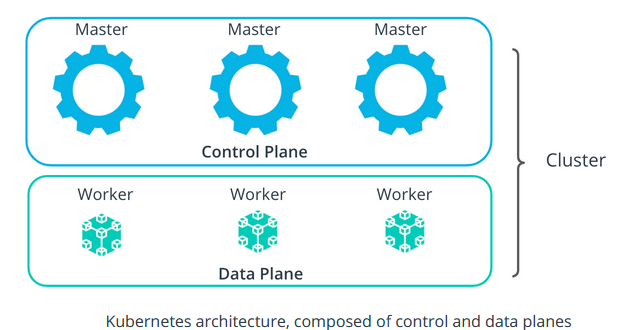 Master Master Master
Control Plane
Cluster
Worker Worker Worker
Data Plane
Kubernetes architecture, composed of control and data planes